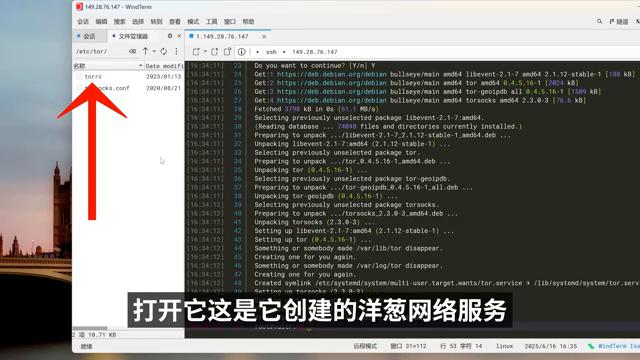 149.28.76.147 - WindTerm
会话 编辑 搜索 选择 转到 查看 模式 工具 窗口 帮助
会话 文件管理器
1.149.28.76.147
/etc/tor/
ssh 149.28.76.147
名称 Date modifi
torrc 2023/01/13
socks.conf 2020/08/21
[16:34:11] 23 Do you want to continue? [Y/n] Y
[16:34:11] 24 Get:1 https://deb.debian.org/debian bullseye/main amd64 libevent-2.1-7 amd64 2.1.12-stable-1 [188 kB]
[16:34:11] 25 Get:2 https://deb.debian.org/debian bullseye/main amd64 tor amd64 0.4.5.16-1 [2024 kB]
[16:34:11] 26 Get:3 https://deb.debian.org/debian bullseye/main amd64 tor-geoipdb all 0.4.5.16-1 [1509 kB]
[16:34:11] 27 Get:4 https://deb.debian.org/debian bullseye/main amd64 torsocks amd64 2.3.0-3 [76.6 kB]
[16:34:11] 28 Fetched 3798 kB in 0s (61.1 MB/s)
[16:34:11] 29 Selecting previously unselected package libevent-2.1-7:amd64.
[16:34:11] 30 (Reading database ... 74048 files and directories currently installed.)
[16:34:11] 31 Preparing to unpack .../libevent-2.1-7_2.1.12-stable-1_amd64.deb ...
[16:34:11] 32 Unpacking libevent-2.1-7:amd64 (2.1.12-stable-1) ...
[16:34:11] 33 Selecting previously unselected package tor.
[16:34:11] 34 Preparing to unpack .../tor_0.4.5.16-1_amd64.deb ...
[16:34:11] 35 Unpacking tor (0.4.5.16-1) ...
[16:34:11] 36 Selecting previously unselected package tor-geoipdb.
[16:34:11] 37 Preparing to unpack .../tor-geoipdb_0.4.5.16-1_all.deb ...
[16:34:12] 38 Unpacking tor-geoipdb (0.4.5.16-1) ...
[16:34:12] 39 Selecting previously unselected package torsocks.
[16:34:12] 40 Preparing to unpack .../torsocks_2.3.0-3_amd64.deb ...
[16:34:12] 41 Unpacking torsocks (2.3.0-3) ...
[16:34:12] 42 Setting up libevent-2.1-7:amd64 (2.1.12-stable-1) ...
[16:34:12] 43 Setting up tor (0.4.5.16-1) ...
[16:34:12] 44 Something or somebody made /var/lib/tor disappear.
[16:34:12] 45 Creating one for you again.
[16:34:12] 46 Something or somebody made /var/log/tor disappear.
[16:34:12] 47 Creating one for you again.
[16:34:12] 48 Created symlink /etc/systemd/system/multi-user.target.wants/tor.service → /lib/systemd/system/tor.servi
Setting up torsocks (2.3.0-3) ...
打开它这是它创建的洋葱网络服务
2 项 10.71 KB
就绪 远程模式 窗口 31×112 行 53 字符 14 linux 2025/6/16 16:35 WindTerm Iss